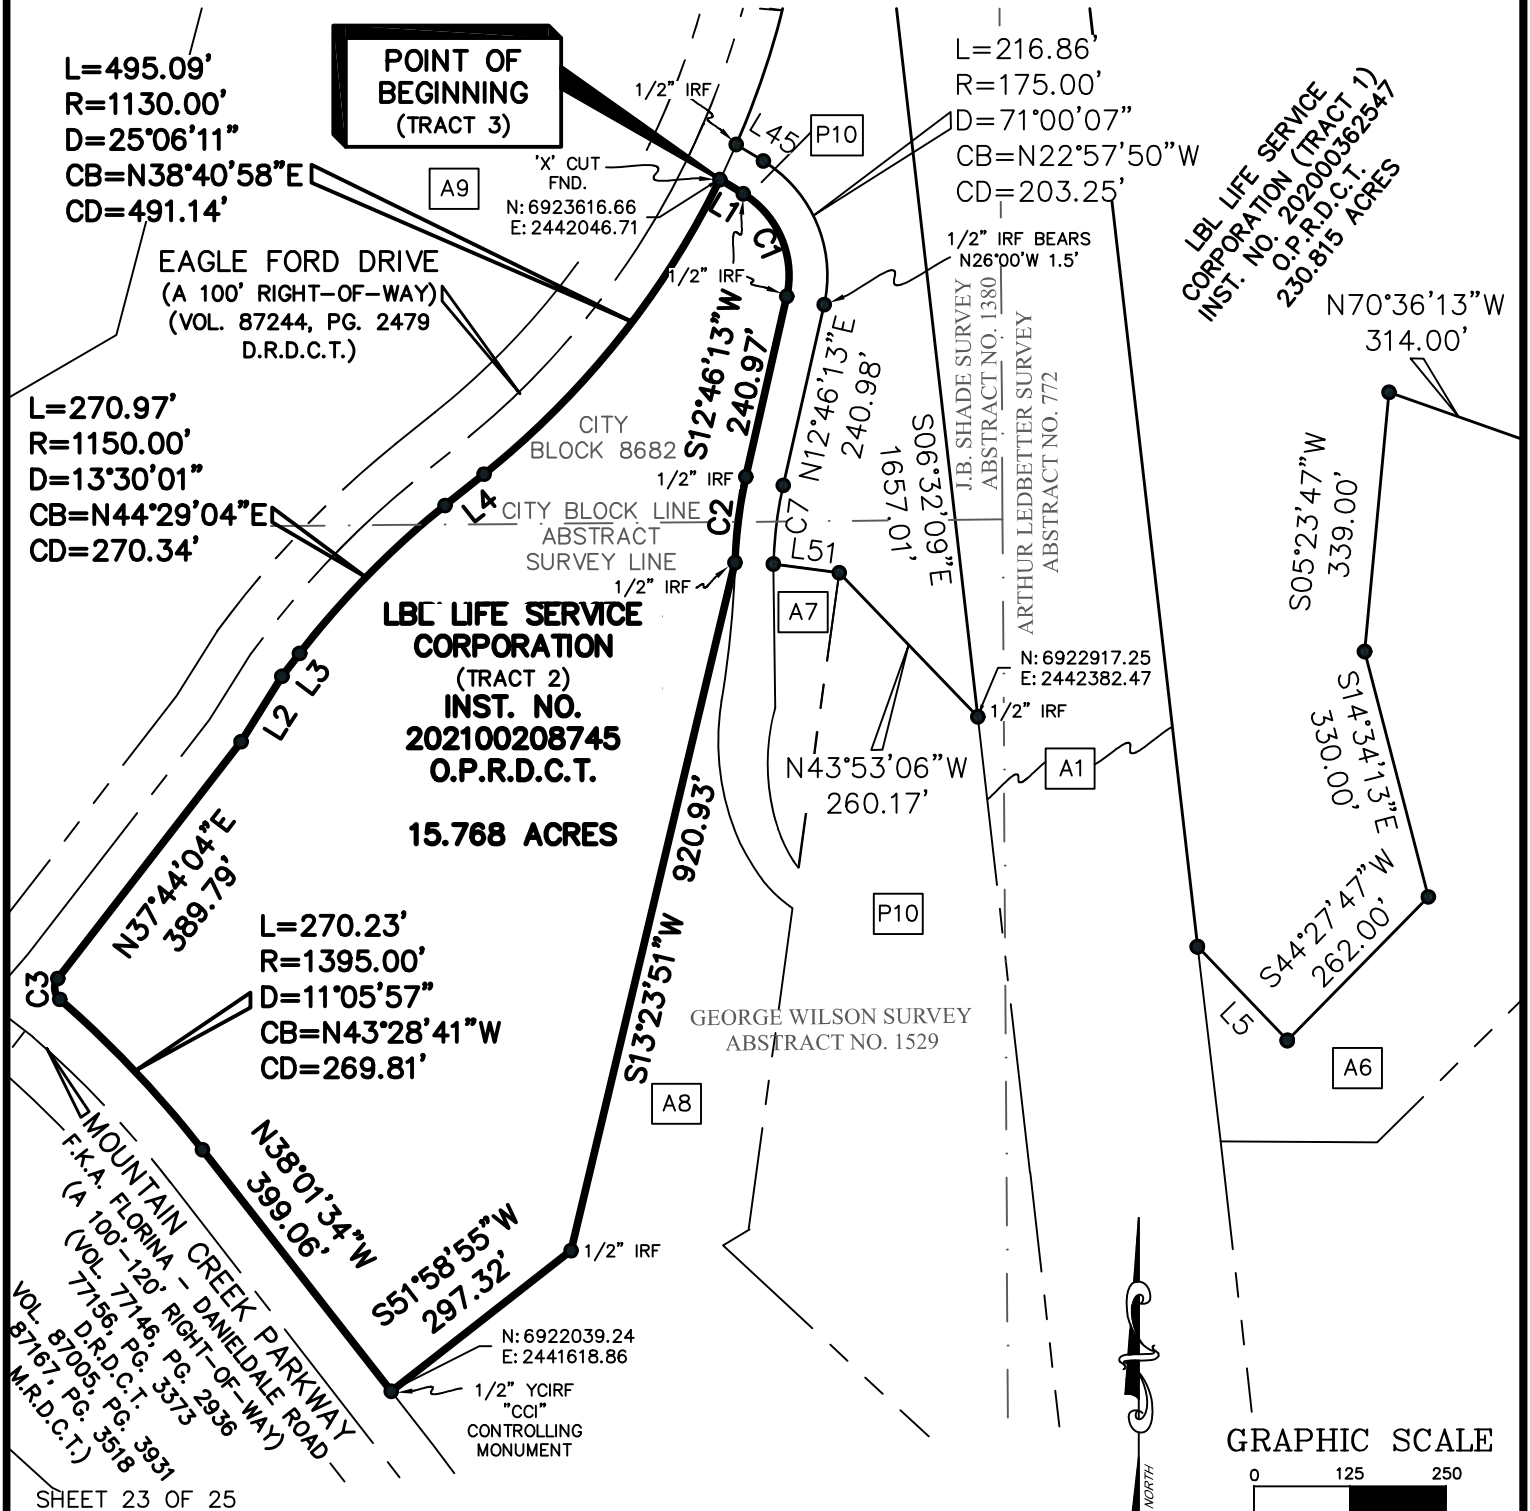 L=495.09'
R=1130.00'
D=25°06'11"
CB=N38°40'58"E
CD=491.14'
POINT OF
BEGINNING
(TRACT 3)
1/2" IRF
L45
P10
L=216.86'
R=175.00'
D=71°00'07"
CB=N22°57'50"W
CD=203.25'
LBL LIFE SERVICE
CORPORATION (TRACT 1)
INST. NO. 202000362547
O.P.R.D.C.T.
230.815 ACRES
A9
'X' CUT
FND.
N: 6923616.66
E: 2442046.71
L1
C1
1/2" IRF
1/2" IRF BEARS
N26°00'W 1.5'
EAGLE FORD DRIVE
(A 100' RIGHT-OF-WAY)
(VOL. 87244, PG. 2479
D.R.D.C.T.)
N70°36'13"W
314.00'
L=270.97'
R=1150.00'
D=13°30'01"
CB=N44°29'04"E
CD=270.34'
CITY
BLOCK 8682
S12°46'13"W
240.97'
N12°46'13"E
240.98'
S06°32'09"E
1657.01'
J.B. SHADE SURVEY
ABSTRACT NO. 1380
ARTHUR LEDBETTER SURVEY
ABSTRACT NO. 772
S05°23'47"W
339.00'
1/2" IRF
L4
CITY BLOCK LINE
ABSTRACT
SURVEY LINE
C2
C7
L51
1/2" IRF
A7
LBL LIFE SERVICE
CORPORATION
(TRACT 2)
INST. NO.
202100208745
O.P.R.D.C.T.
15.768 ACRES
L3
L2
N: 6922917.25
E: 2442382.47
1/2" IRF
N43°53'06"W
260.17'
A1
S14°34'13"E
330.00'
N37°44'04"E
389.79'
S13°23'51"W 920.93'
P10
S44°27'47"W
262.00'
L5
C3
L=270.23'
R=1395.00'
D=11°05'57"
CB=N43°28'41"W
CD=269.81'
GEORGE WILSON SURVEY
ABSTRACT NO. 1529
A8
A6
N38°01'34"W
399.06'
S51°58'55"W
297.32'
1/2" IRF
MOUNTAIN CREEK PARKWAY
F.K.A. FLORINA - DANIELDALE ROAD
(A 100'-120' RIGHT-OF-WAY)
(VOL. 77146, PG. 2936
77156, PG. 3373
D.R.D.C.T.
VOL. 87005, PG. 3931
87167, PG. 3518
M.R.D.C.T.)
N: 6922039.24
E: 2441618.86
1/2" YCIRF
"CCI"
CONTROLLING
MONUMENT
NORTH
GRAPHIC SCALE
0 125 250
SHEET 23 OF 25